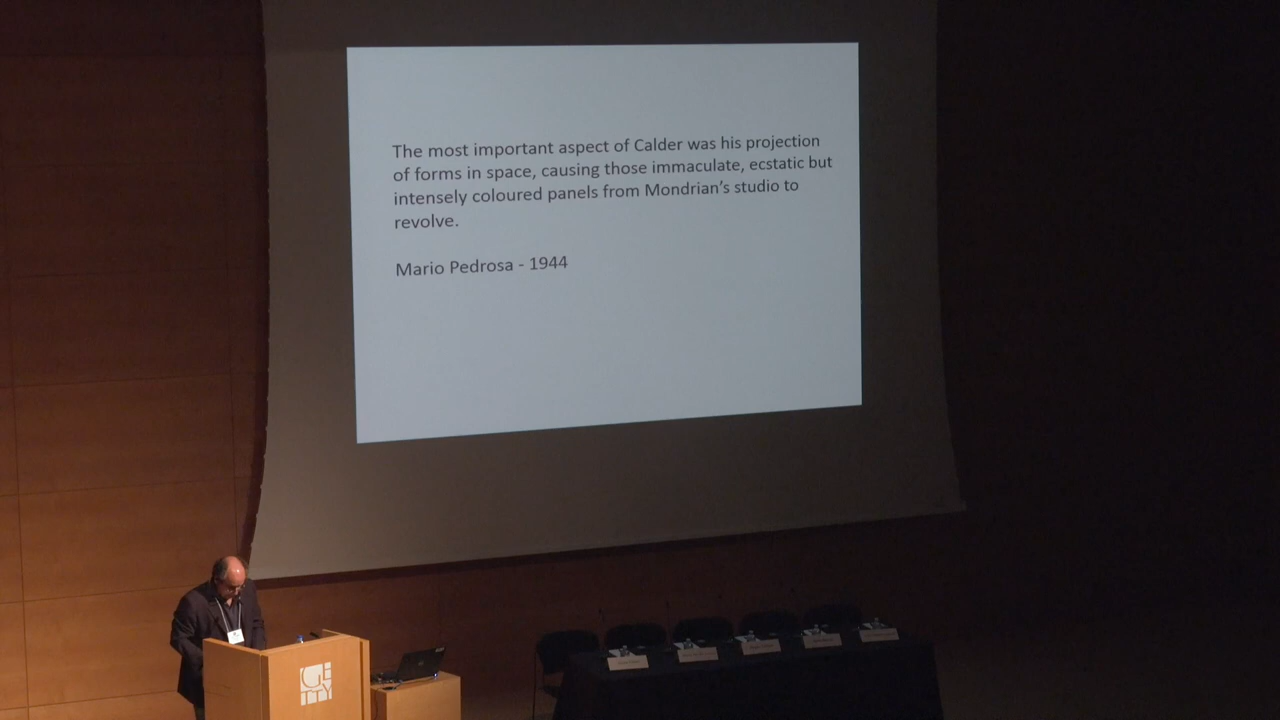 The most important aspect of Calder was his projection
of forms in space, causing those immaculate, ecstatic but
intensely coloured panels from Mondrian's studio to
revolve.
Mario Pedrosa - 1944
GETTY